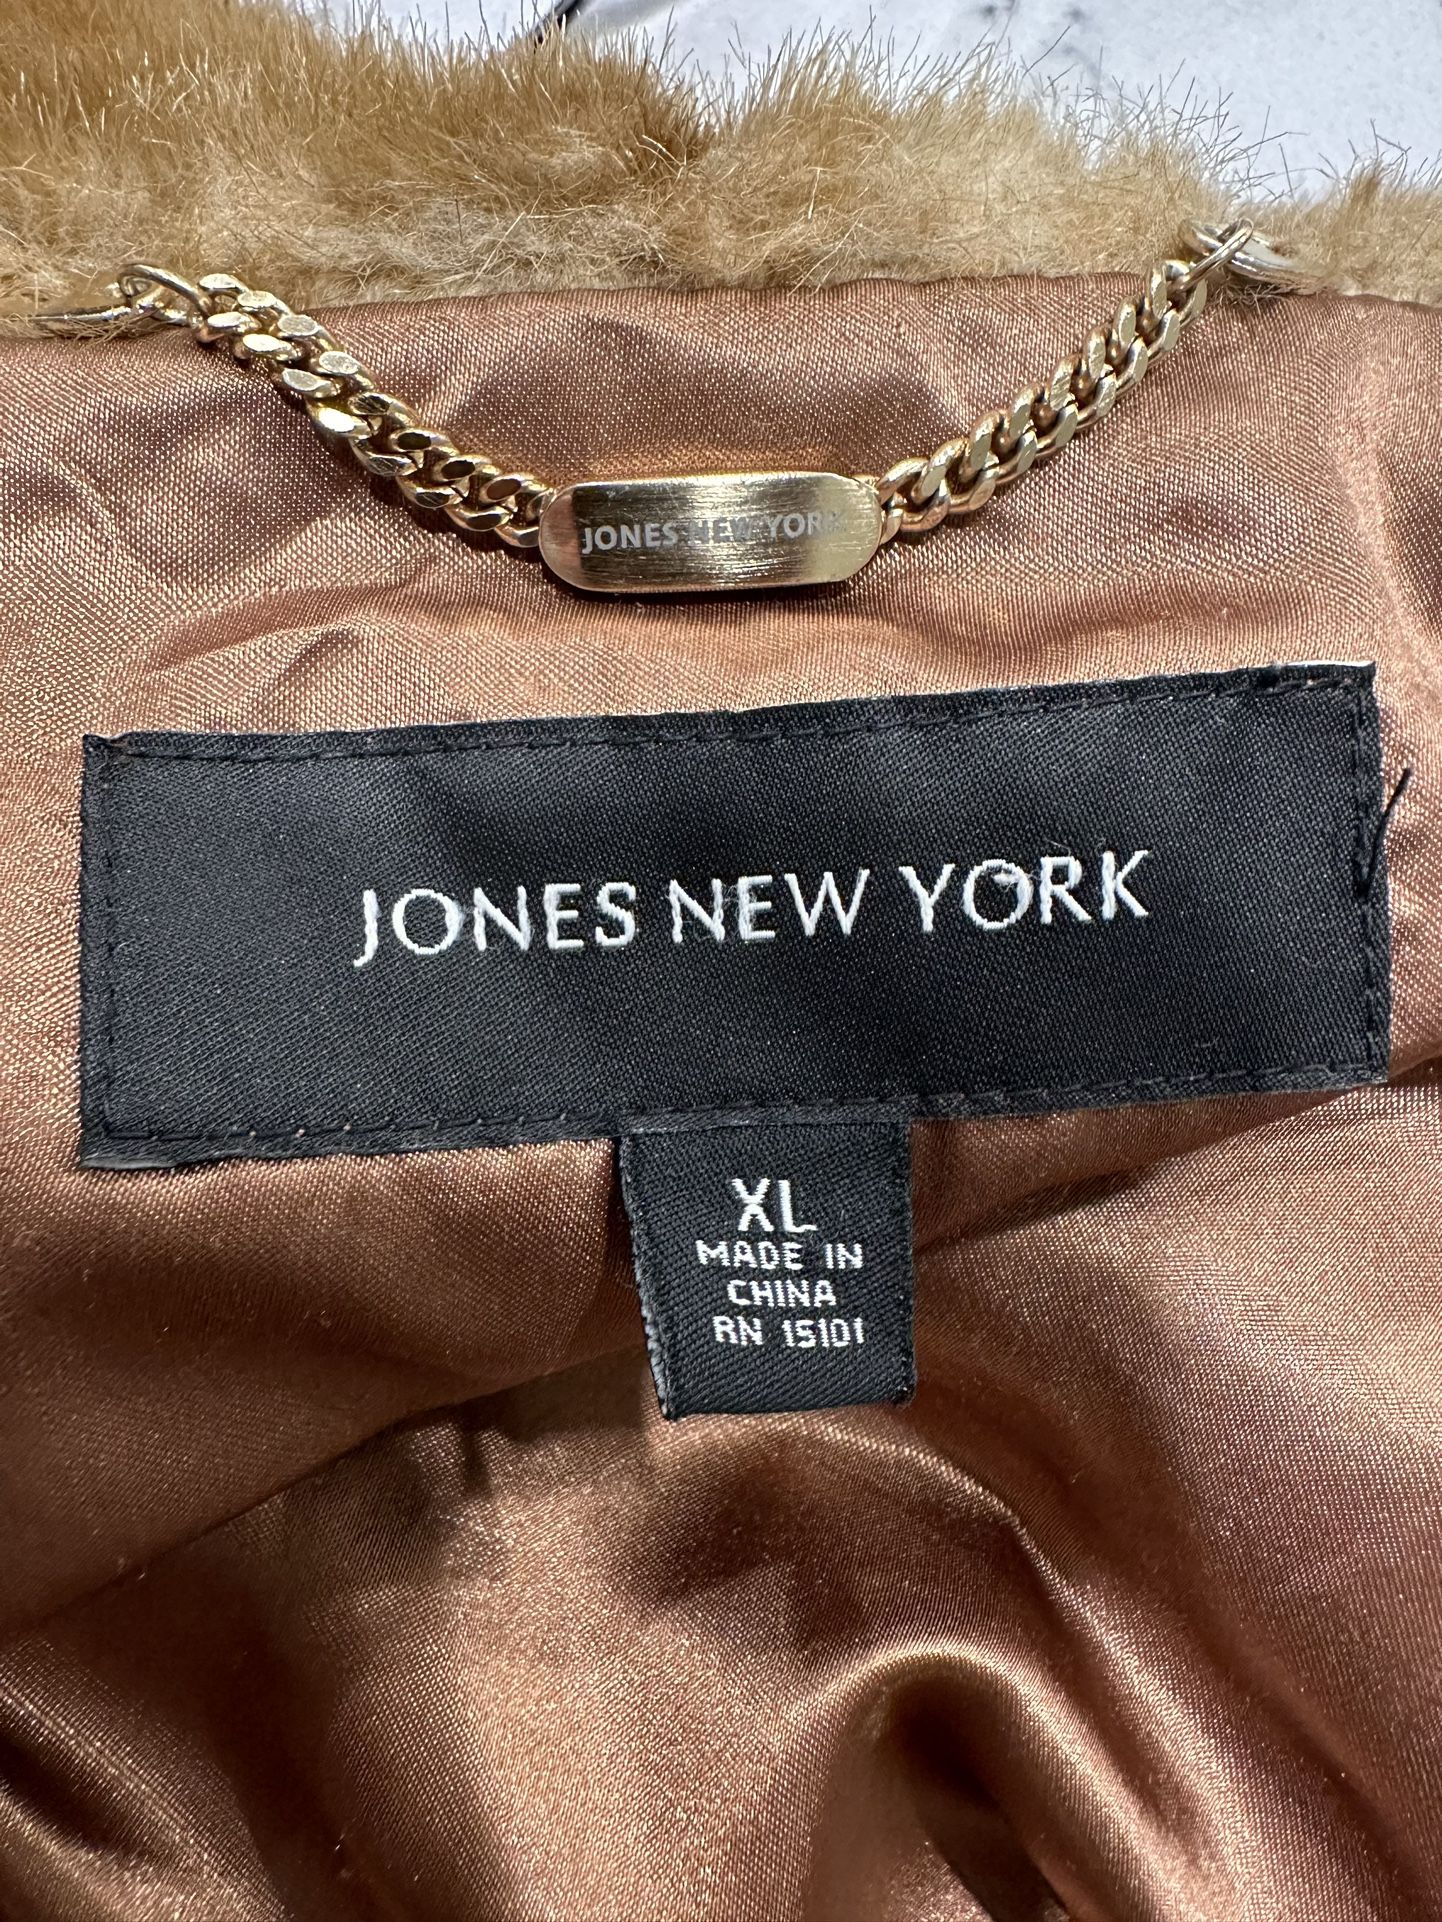 JONES NEW YORK
JONES NEW YORK
XL
MADE IN
CHINA
RN 15101